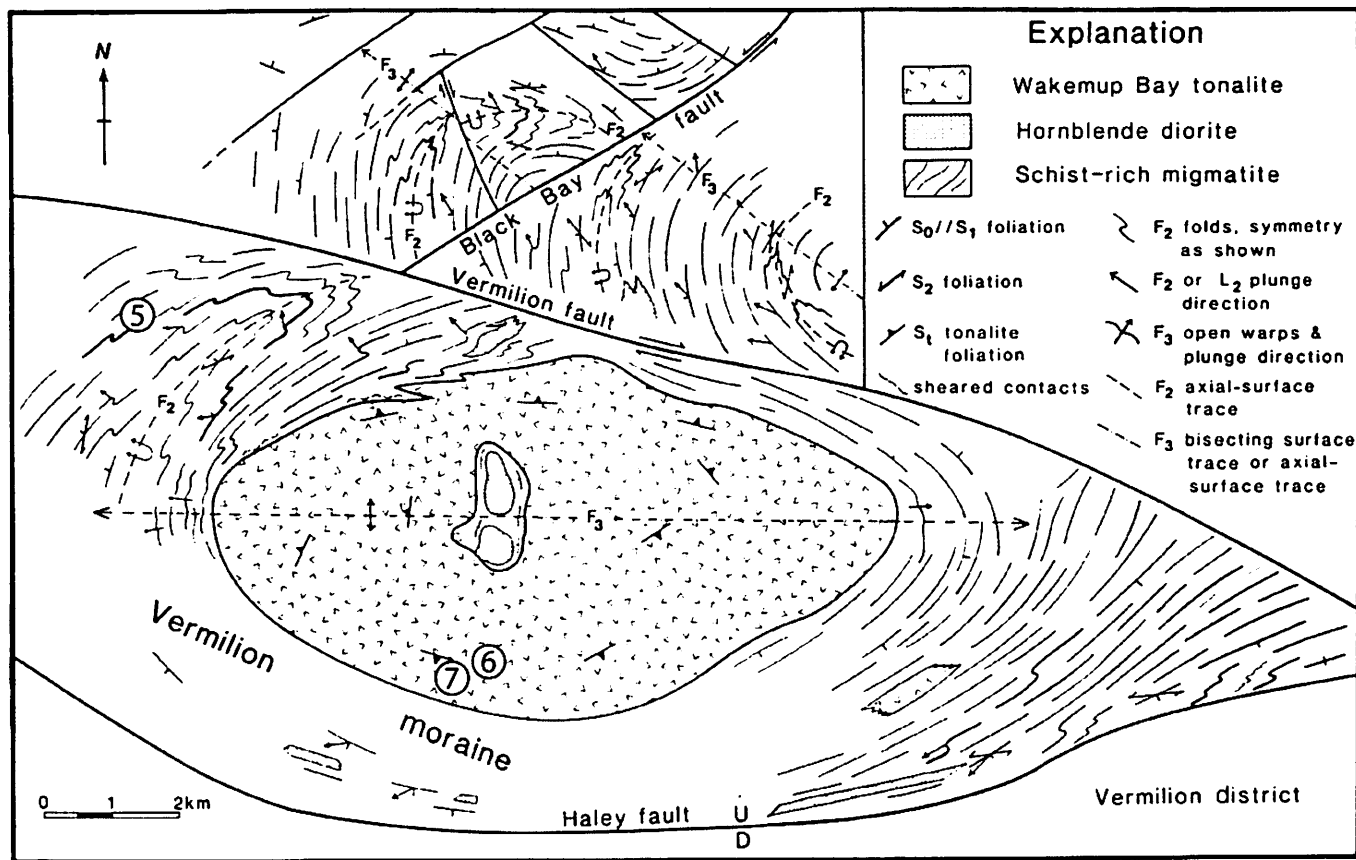 N
F3
F2
F2
Black Bay fault
F3
F2
Vermilion fault
5
F2
F3
6
7
Vermilion
moraine
0 1 2km
Haley fault
U
D
Vermilion district
Explanation
Wakemup Bay tonalite
Hornblende diorite
Schist-rich migmatite
S0//S1 foliation
S2 foliation
St tonalite
foliation
sheared contacts
F2 folds, symmetry
as shown
F2 or L2 plunge
direction
F3 open warps &
plunge direction
F2 axial-surface
trace
F3 bisecting surface
trace or axial-
surface trace